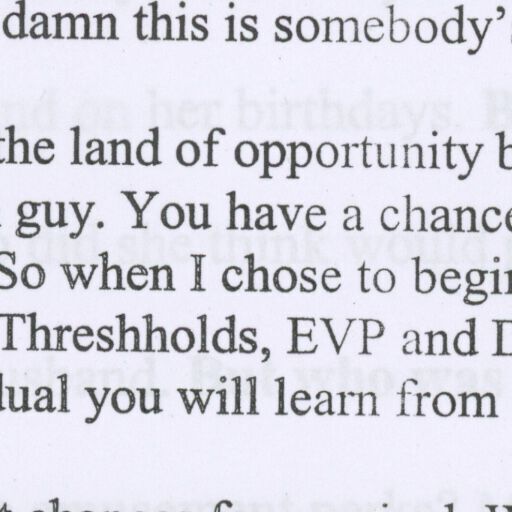 damn this is somebody'
the land of opportunity b
guy. You have a chance
So when I chose to begin
Threshholds, EVP and D
dual you will learn from